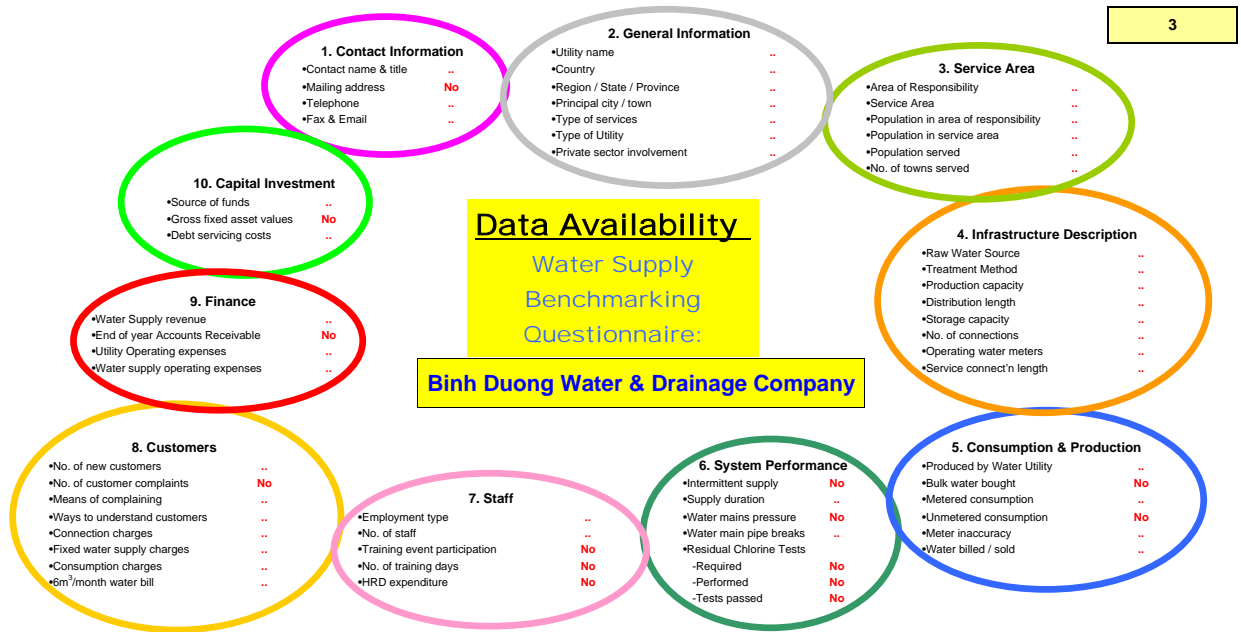 3
1. Contact Information
•Contact name & title ..
•Mailing address No
•Telephone ..
•Fax & Email ..
2. General Information
•Utility name ..
•Country ..
•Region / State / Province ..
•Principal city / town ..
•Type of services ..
•Type of Utility ..
•Private sector involvement ..
3. Service Area
•Area of Responsibility ..
•Service Area ..
•Population in area of responsibility ..
•Population in service area ..
•Population served ..
•No. of towns served ..
10. Capital Investment
•Source of funds ..
•Gross fixed asset values No
•Debt servicing costs ..
Data Availability
Water Supply
Benchmarking
Questionnaire:
Binh Duong Water & Drainage Company
4. Infrastructure Description
•Raw Water Source ..
•Treatment Method ..
•Production capacity ..
•Distribution length ..
•Storage capacity ..
•No. of connections ..
•Operating water meters ..
•Service connect'n length ..
9. Finance
•Water Supply revenue ..
•End of year Accounts Receivable No
•Utility Operating expenses ..
•Water supply operating expenses ..
8. Customers
•No. of new customers ..
•No. of customer complaints No
•Means of complaining ..
•Ways to understand customers ..
•Connection charges ..
•Fixed water supply charges ..
•Consumption charges ..
•6m³/month water bill ..
7. Staff
•Employment type ..
•No. of staff ..
•Training event participation No
•No. of training days No
•HRD expenditure No
6. System Performance
•Intermittent supply No
•Supply duration ..
•Water mains pressure No
•Water main pipe breaks ..
•Residual Chlorine Tests
-Required No
-Performed No
-Tests passed No
5. Consumption & Production
•Produced by Water Utility ..
•Bulk water bought No
•Metered consumption ..
•Unmetered consumption No
•Meter inaccuracy ..
•Water billed / sold ..